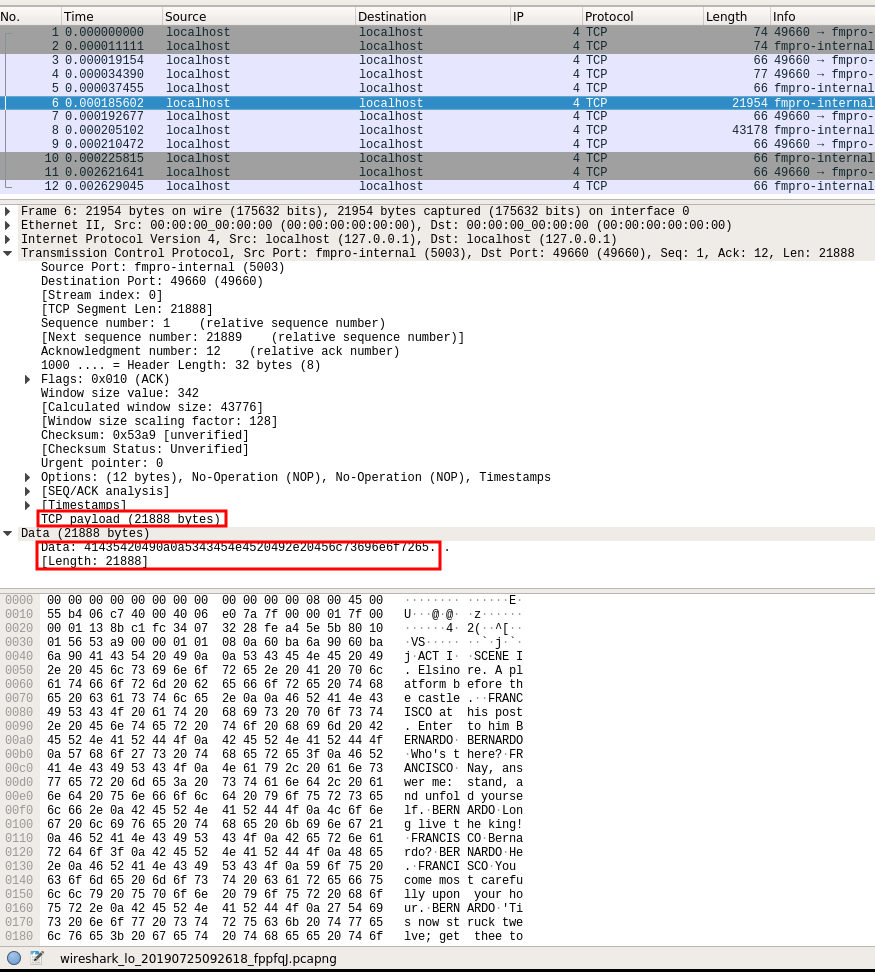 No. Time Source Destination IP Protocol Length Info
1 0.000000000 localhost localhost 4 TCP 74 49660 → fmpro-
2 0.000011111 localhost localhost 4 TCP 74 fmpro-internal
3 0.000019154 localhost localhost 4 TCP 66 49660 → fmpro-
4 0.000034390 localhost localhost 4 TCP 77 49660 → fmpro-
5 0.000037455 localhost localhost 4 TCP 66 fmpro-internal
6 0.000185602 localhost localhost 4 TCP 21954 fmpro-internal
7 0.000192677 localhost localhost 4 TCP 66 49660 → fmpro-
8 0.000205102 localhost localhost 4 TCP 43178 fmpro-internal
9 0.000210472 localhost localhost 4 TCP 66 49660 → fmpro-
10 0.000225815 localhost localhost 4 TCP 66 fmpro-internal
11 0.002621641 localhost localhost 4 TCP 66 49660 → fmpro-
12 0.002629045 localhost localhost 4 TCP 66 fmpro-internal
Frame 6: 21954 bytes on wire (175632 bits), 21954 bytes captured (175632 bits) on interface 0
Ethernet II, Src: 00:00:00_00:00:00 (00:00:00:00:00:00), Dst: 00:00:00_00:00:00 (00:00:00:00:00:00)
Internet Protocol Version 4, Src: localhost (127.0.0.1), Dst: localhost (127.0.0.1)
Transmission Control Protocol, Src Port: fmpro-internal (5003), Dst Port: 49660 (49660), Seq: 1, Ack: 12, Len: 21888
Source Port: fmpro-internal (5003)
Destination Port: 49660 (49660)
[Stream index: 0]
[TCP Segment Len: 21888]
Sequence number: 1 (relative sequence number)
[Next sequence number: 21889 (relative sequence number)]
Acknowledgment number: 12 (relative ack number)
1000 .... = Header Length: 32 bytes (8)
Flags: 0x010 (ACK)
Window size value: 342
[Calculated window size: 43776]
[Window size scaling factor: 128]
Checksum: 0x53a9 [unverified]
[Checksum Status: Unverified]
Urgent pointer: 0
Options: (12 bytes), No-Operation (NOP), No-Operation (NOP), Timestamps
[SEQ/ACK analysis]
[Timestamps]
TCP payload (21888 bytes)
Data (21888 bytes)
Data: 41435420490a0a5343454e4520492e20456c73696e6f7265...
[Length: 21888]
0000 00 00 00 00 00 00 00 00 00 00 00 00 08 00 45 00 ········ ······E·
0010 55 b4 06 c7 40 00 40 06 e0 7a 7f 00 00 01 7f 00 U···@·@· ·z······
0020 00 01 13 8b c1 fc 34 07 32 28 fe a4 5e 5b 80 10 ······4· 2(··^[··
0030 01 56 53 a9 00 00 01 01 08 0a 60 ba 6a 90 60 ba ·VS····· ··`·j·`·
0040 6a 90 41 43 54 20 49 0a 0a 53 43 45 4e 45 20 49 j·ACT I· ·SCENE I
0050 2e 20 45 6c 73 69 6e 6f 72 65 2e 20 41 20 70 6c . Elsino re. A pl
0060 61 74 66 6f 72 6d 20 62 65 66 6f 72 65 20 74 68 atform b efore th
0070 65 20 63 61 73 74 6c 65 2e 0a 0a 46 52 41 4e 43 e castle .··FRANC
0080 49 53 43 4f 20 61 74 20 68 69 73 20 70 6f 73 74 ISCO at his post
0090 2e 20 45 6e 74 65 72 20 74 6f 20 68 69 6d 20 42 . Enter to him B
00a0 45 52 4e 41 52 44 4f 0a 42 45 52 4e 41 52 44 4f ERNARDO· BERNARDO
00b0 0a 57 68 6f 27 73 20 74 68 65 72 65 3f 0a 46 52 ·Who's t here?·FR
00c0 41 4e 43 49 53 43 4f 0a 4e 61 79 2c 20 61 6e 73 ANCISCO· Nay, ans
00d0 77 65 72 20 6d 65 3a 20 73 74 61 6e 64 2c 20 61 wer me: stand, a
00e0 6e 64 20 75 6e 66 6f 6c 64 20 79 6f 75 72 73 65 nd unfol d yourse
00f0 6c 66 2e 0a 42 45 52 4e 41 52 44 4f 0a 4c 6f 6e lf.·BERN ARDO·Lon
0100 67 20 6c 69 76 65 20 74 68 65 20 6b 69 6e 67 21 g live t he king!
0110 0a 46 52 41 4e 43 49 53 43 4f 0a 42 65 72 6e 61 ·FRANCIS CO·Berna
0120 72 64 6f 3f 0a 42 45 52 4e 41 52 44 4f 0a 48 65 rdo?·BER NARDO·He
0130 2e 0a 46 52 41 4e 43 49 53 43 4f 0a 59 6f 75 20 .·FRANCI SCO·You
0140 63 6f 6d 65 20 6d 6f 73 74 20 63 61 72 65 66 75 come mos t carefu
0150 6c 6c 79 20 75 70 6f 6e 20 79 6f 75 72 20 68 6f lly upon your ho
0160 75 72 2e 0a 42 45 52 4e 41 52 44 4f 0a 27 54 69 ur.·BERN ARDO·'Ti
0170 73 20 6e 6f 77 20 73 74 72 75 63 6b 20 74 77 65 s now st ruck twe
0180 6c 76 65 3b 20 67 65 74 20 74 68 65 65 20 74 6f lve; get thee to
wireshark_lo_20190725092618_fppfqJ.pcapng